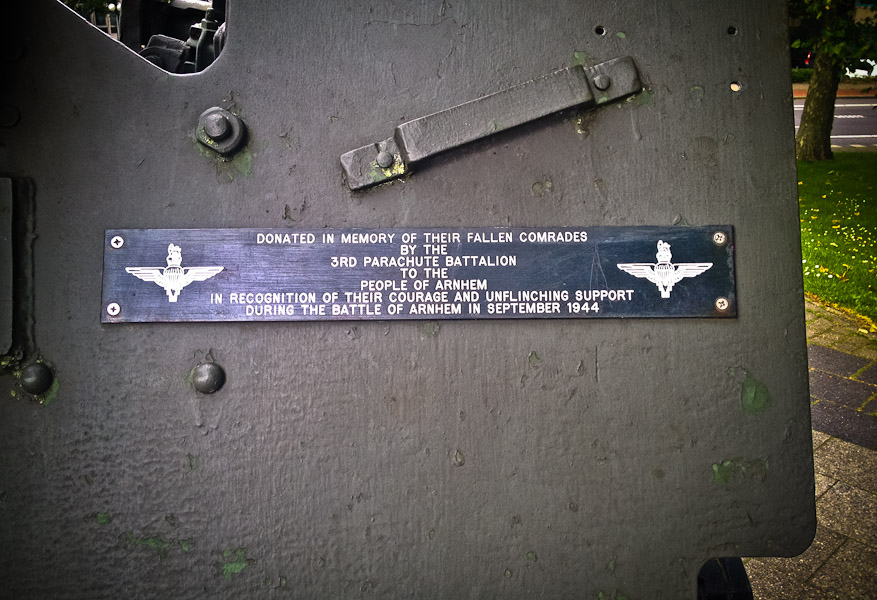 DONATED IN MEMORY OF THEIR FALLEN COMRADES
BY THE
3RD PARACHUTE BATTALION
TO THE
PEOPLE OF ARNHEM
IN RECOGNITION OF THEIR COURAGE AND UNFLINCHING SUPPORT
DURING THE BATTLE OF ARNHEM IN SEPTEMBER 1944